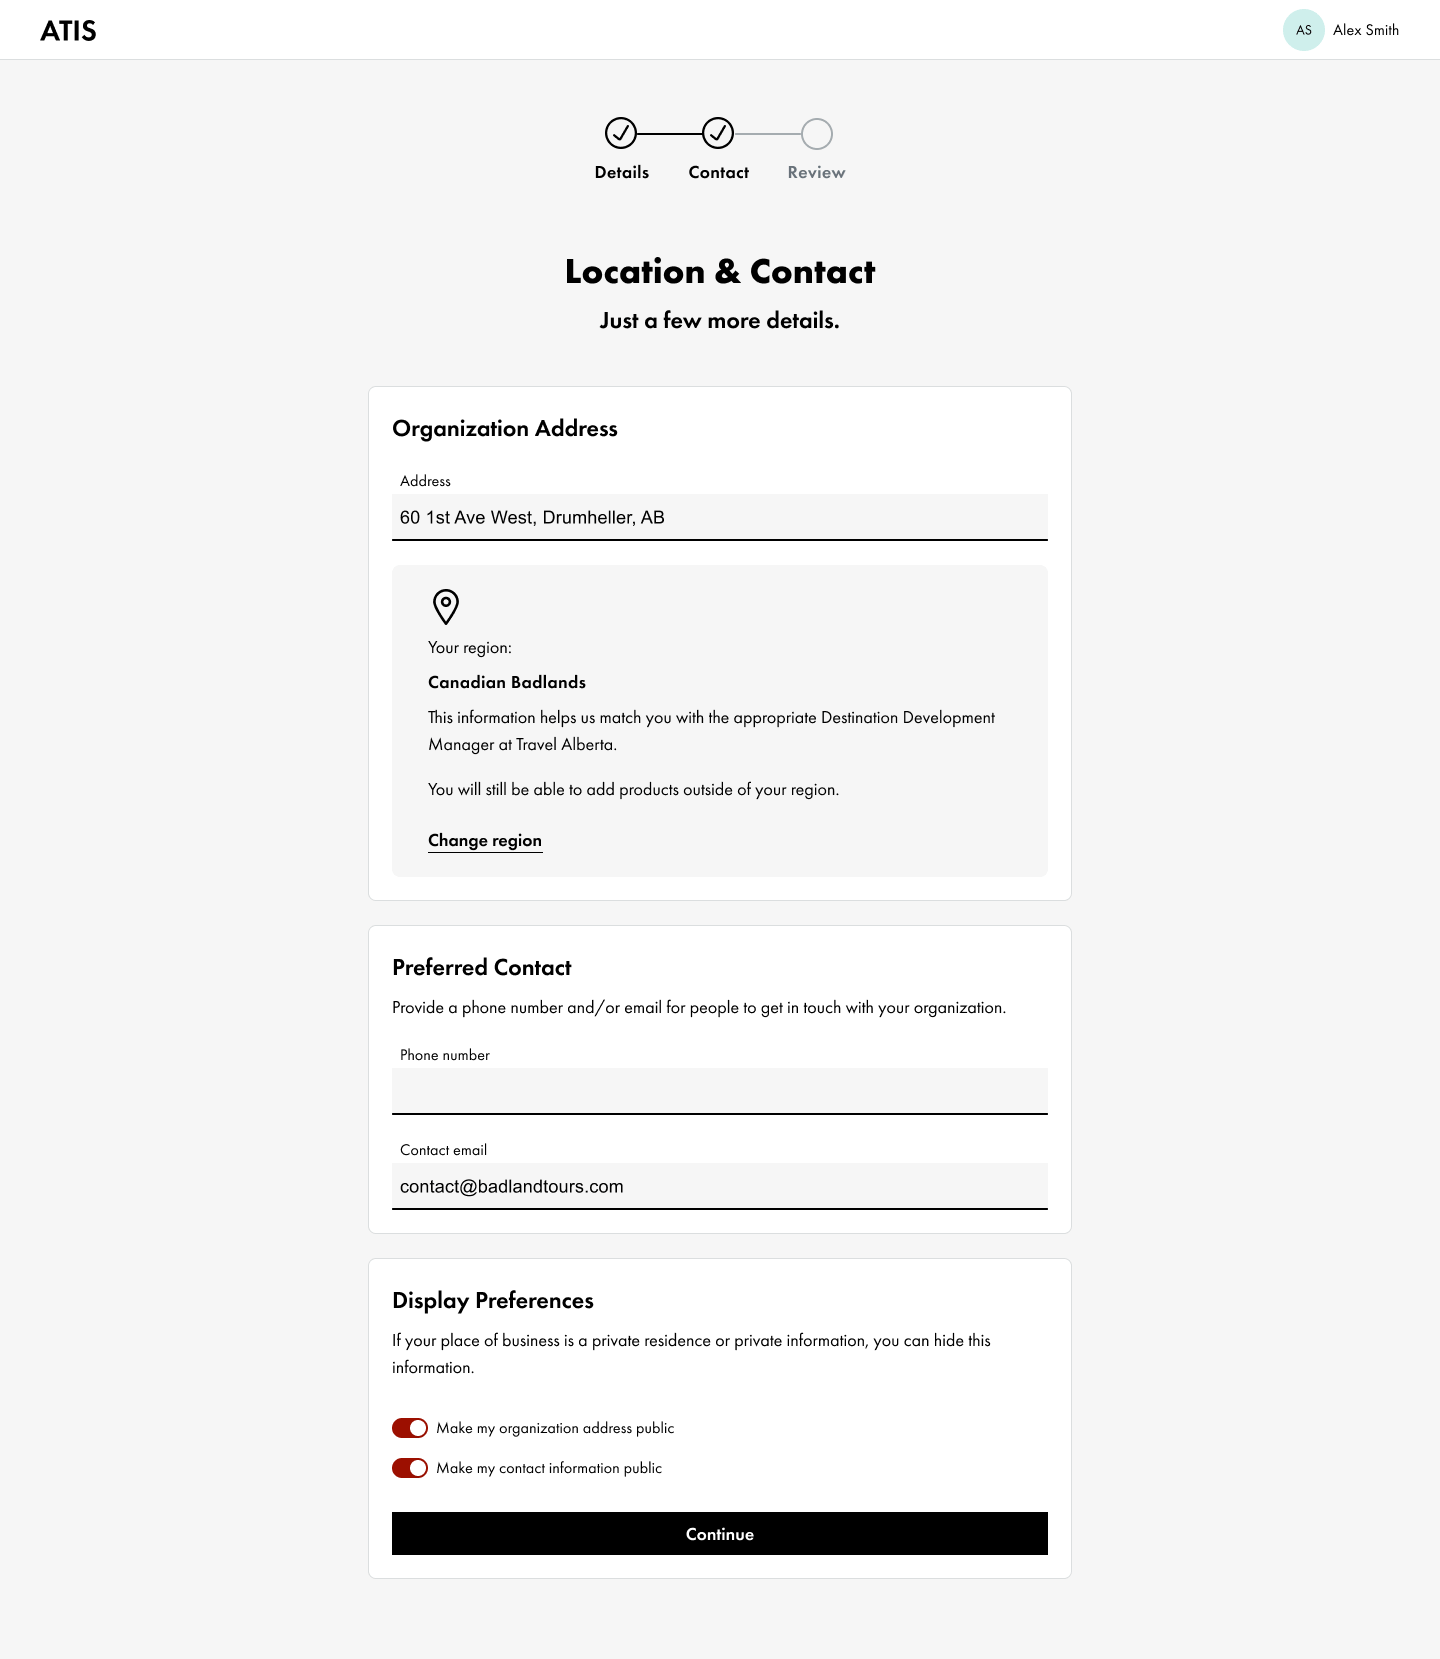 ATIS
AS
Alex Smith
Details
Contact
Review
Location & Contact
Just a few more details.
Organization Address
Address
60 1st Ave West, Drumheller, AB
Your region:
Canadian Badlands
This information helps us match you with the appropriate Destination Development
Manager at Travel Alberta.
You will still be able to add products outside of your region.
Change region
Preferred Contact
Provide a phone number and/or email for people to get in touch with your organization.
Phone number
Contact email
contact@badlandtours.com
Display Preferences
If your place of business is a private residence or private information, you can hide this
information.
Make my organization address public
Make my contact information public
Continue